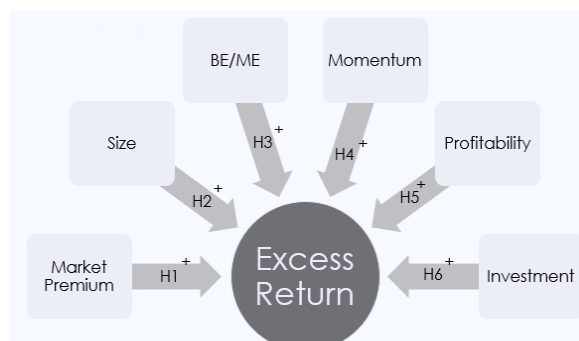 BE/ME
Momentum
Size
H3 +
H4 +
Profitability
H2 +
H5 +
Market
Premium
H1 +
Excess
Return
H6 +
Investment